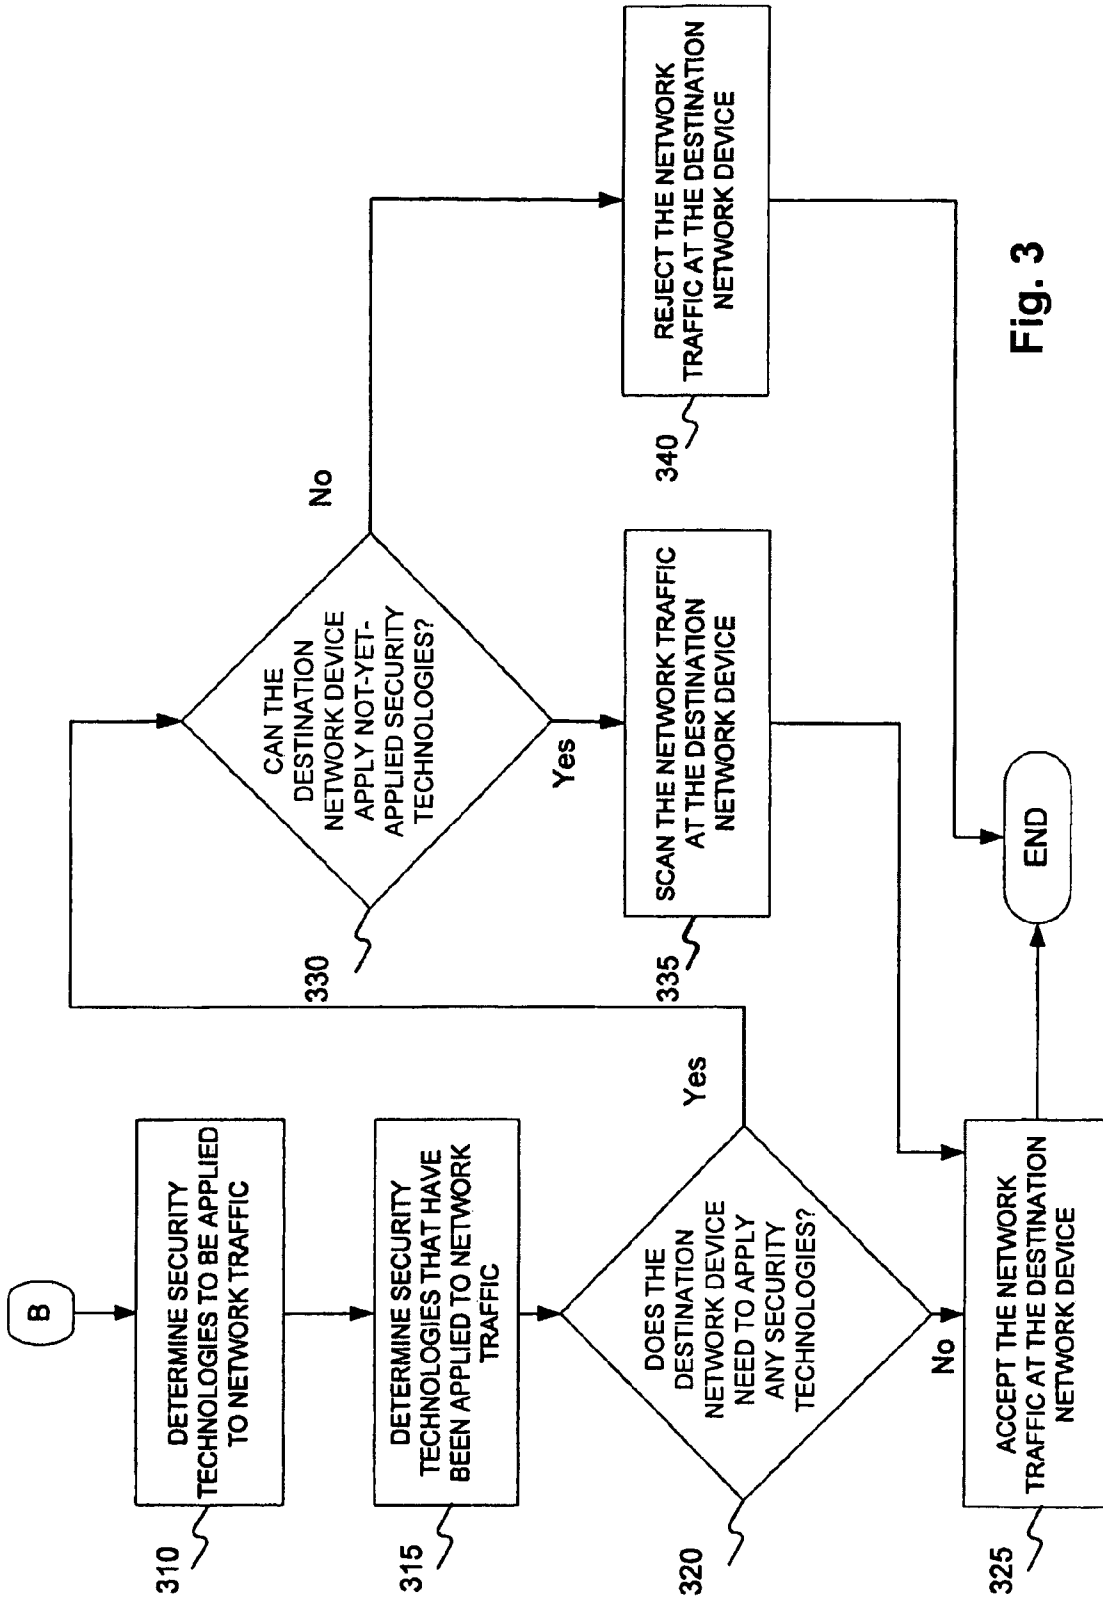 B
DETERMINE SECURITY
TECHNOLOGIES TO BE APPLIED
TO NETWORK TRAFFIC
310
DETERMINE SECURITY
TECHNOLOGIES THAT HAVE
BEEN APPLIED TO NETWORK
TRAFFIC
315
DOES THE
DESTINATION
NETWORK DEVICE
NEED TO APPLY
ANY SECURITY
TECHNOLOGIES?
320
Yes
No
ACCEPT THE NETWORK
TRAFFIC AT THE DESTINATION
NETWORK DEVICE
325
CAN THE
DESTINATION
NETWORK DEVICE
APPLY NOT-YET-
APPLIED SECURITY
TECHNOLOGIES?
330
No
Yes
SCAN THE NETWORK TRAFFIC
AT THE DESTINATION
NETWORK DEVICE
335
REJECT THE NETWORK
TRAFFIC AT THE DESTINATION
NETWORK DEVICE
340
END
Fig. 3